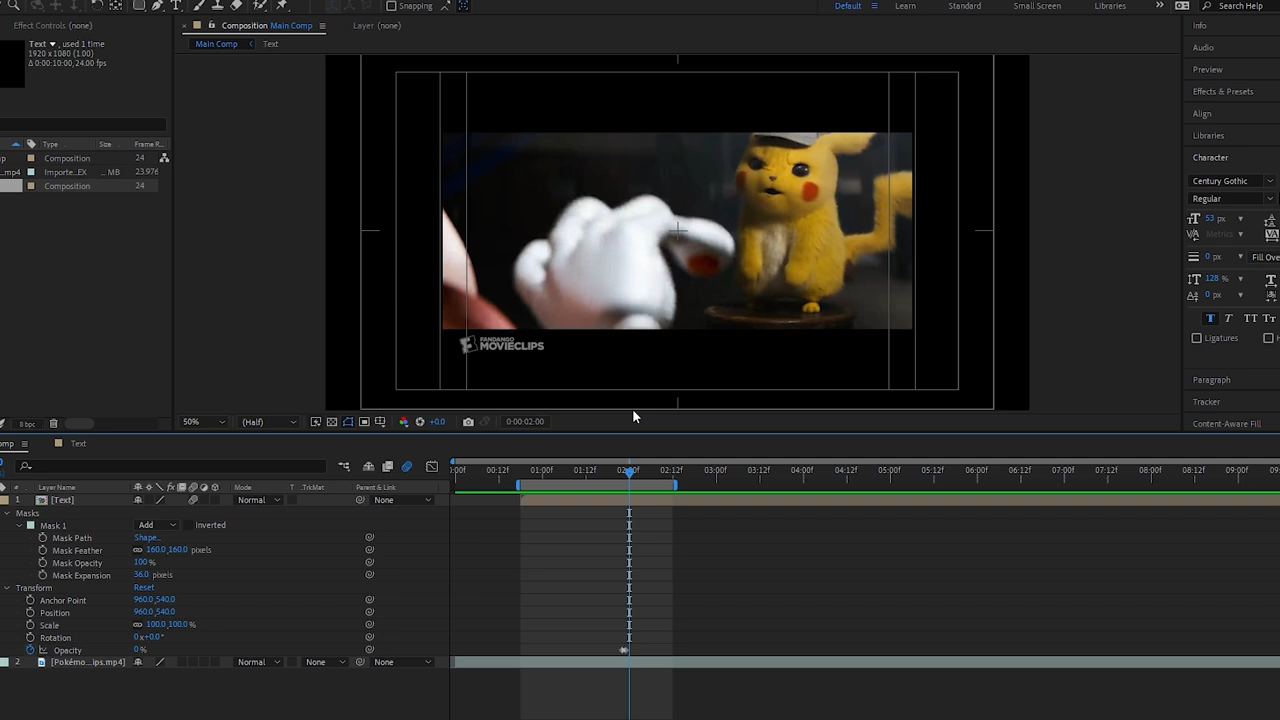 Snapping
Default
Learn
Standard
Small Screen
Libraries
Search Help
Effect Controls (none)
Composition Main Comp
Layer (none)
Main Comp
Text
Text, used 1 time
1920 x 1080 (1.00)
Δ 0:00:10:00, 24.00 fps
Type
Size
Frame R...
Composition
24
_.mp4
Importe...EX
... MB
23.976
Composition
24
8 bpc
FANDANGO
MOVIECLIPS
50%
(Half)
+0.0
0:00:02:00
Info
Audio
Preview
Effects & Presets
Align
Libraries
Character
Century Gothic
Regular
53 px
Metrics
0 px
Fill Ove
128 %
0 px
T T TT Tt
Ligatures
Paragraph
Tracker
Content-Aware Fill
Text
:00f 00:12f 01:00f 01:12f 02:00f 02:12f 03:00f 03:12f 04:00f 04:12f 05:00f 05:12f 06:00f 06:12f 07:00f 07:12f 08:00f 08:12f 09:00f
# Layer Name Mode T .TrkMat Parent & Link
1 [Text] Normal None
Masks
Mask 1 Add Inverted
Mask Path Shape...
Mask Feather 160.0,160.0 pixels
Mask Opacity 100 %
Mask Expansion 36.0 pixels
Transform Reset
Anchor Point 960.0,540.0
Position 960.0,540.0
Scale 100.0,100.0 %
Rotation 0 x+0.0°
Opacity 0 %
2 [Pokémo...ips.mp4] Normal None None